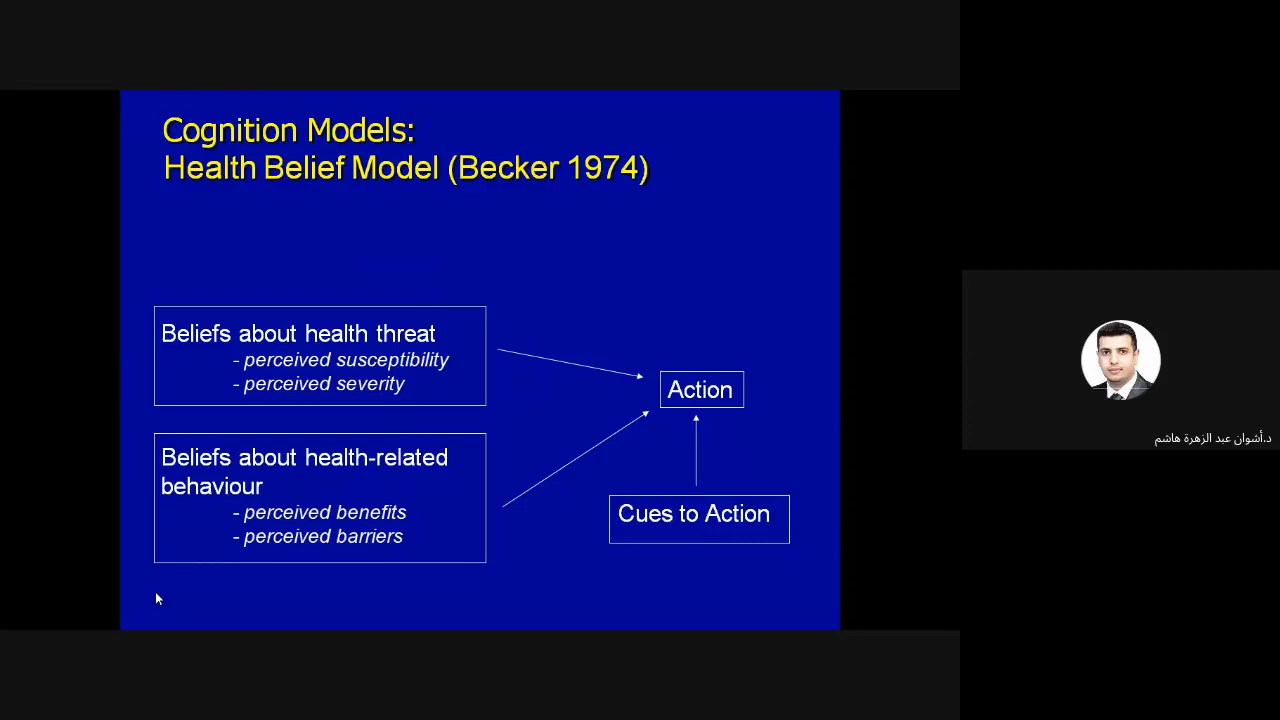 Cognition Models:
Health Belief Model (Becker 1974)
Beliefs about health threat
- perceived susceptibility
- perceived severity
Action
Beliefs about health-related
behaviour
- perceived benefits
- perceived barriers
Cues to Action
د.أشوان عبد الزهرة هاشم